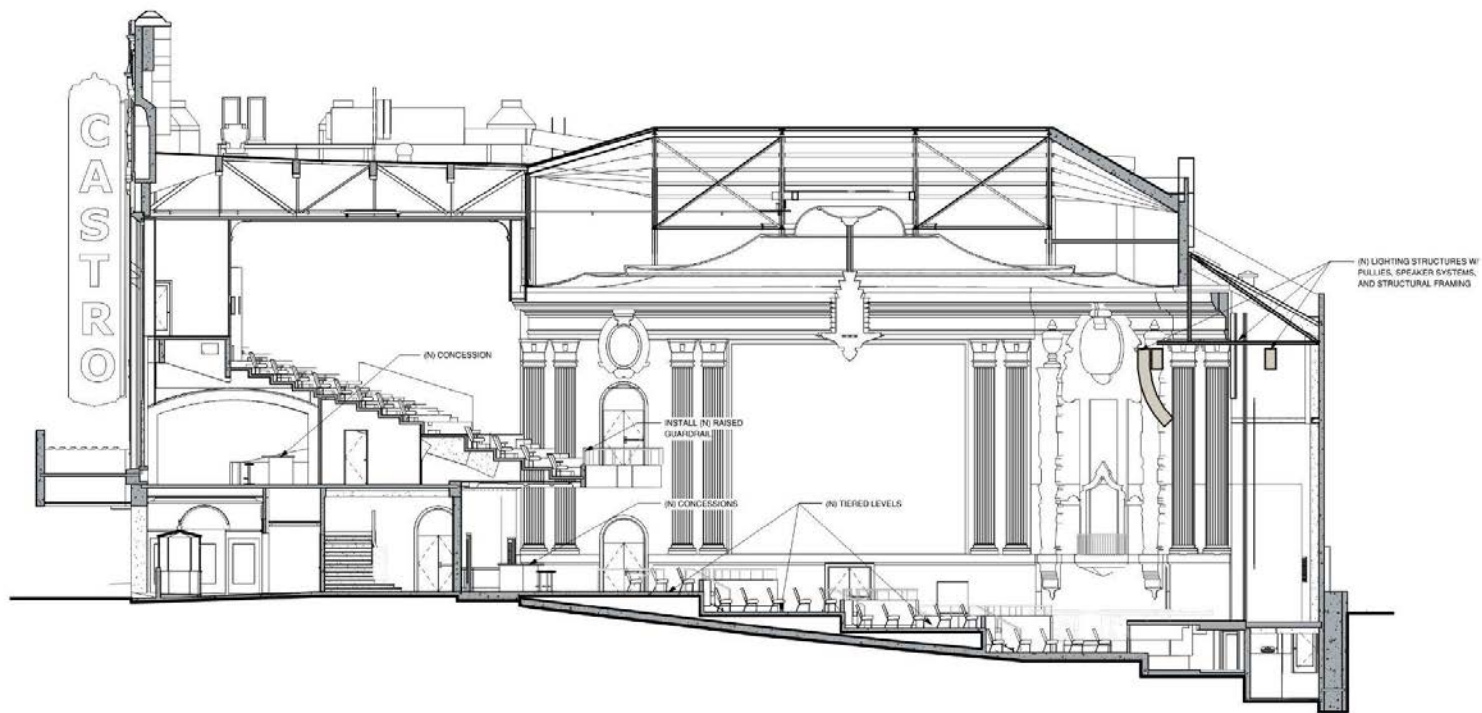 CASTRO
(N) LIGHTING STRUCTURES W/
PULLIES, SPEAKER SYSTEMS,
AND STRUCTURAL FRAMING
(N) CONCESSION
INSTALL (N) RAISED
GUARDRAIL
(N) CONCESSIONS
(N) TIERED LEVELS